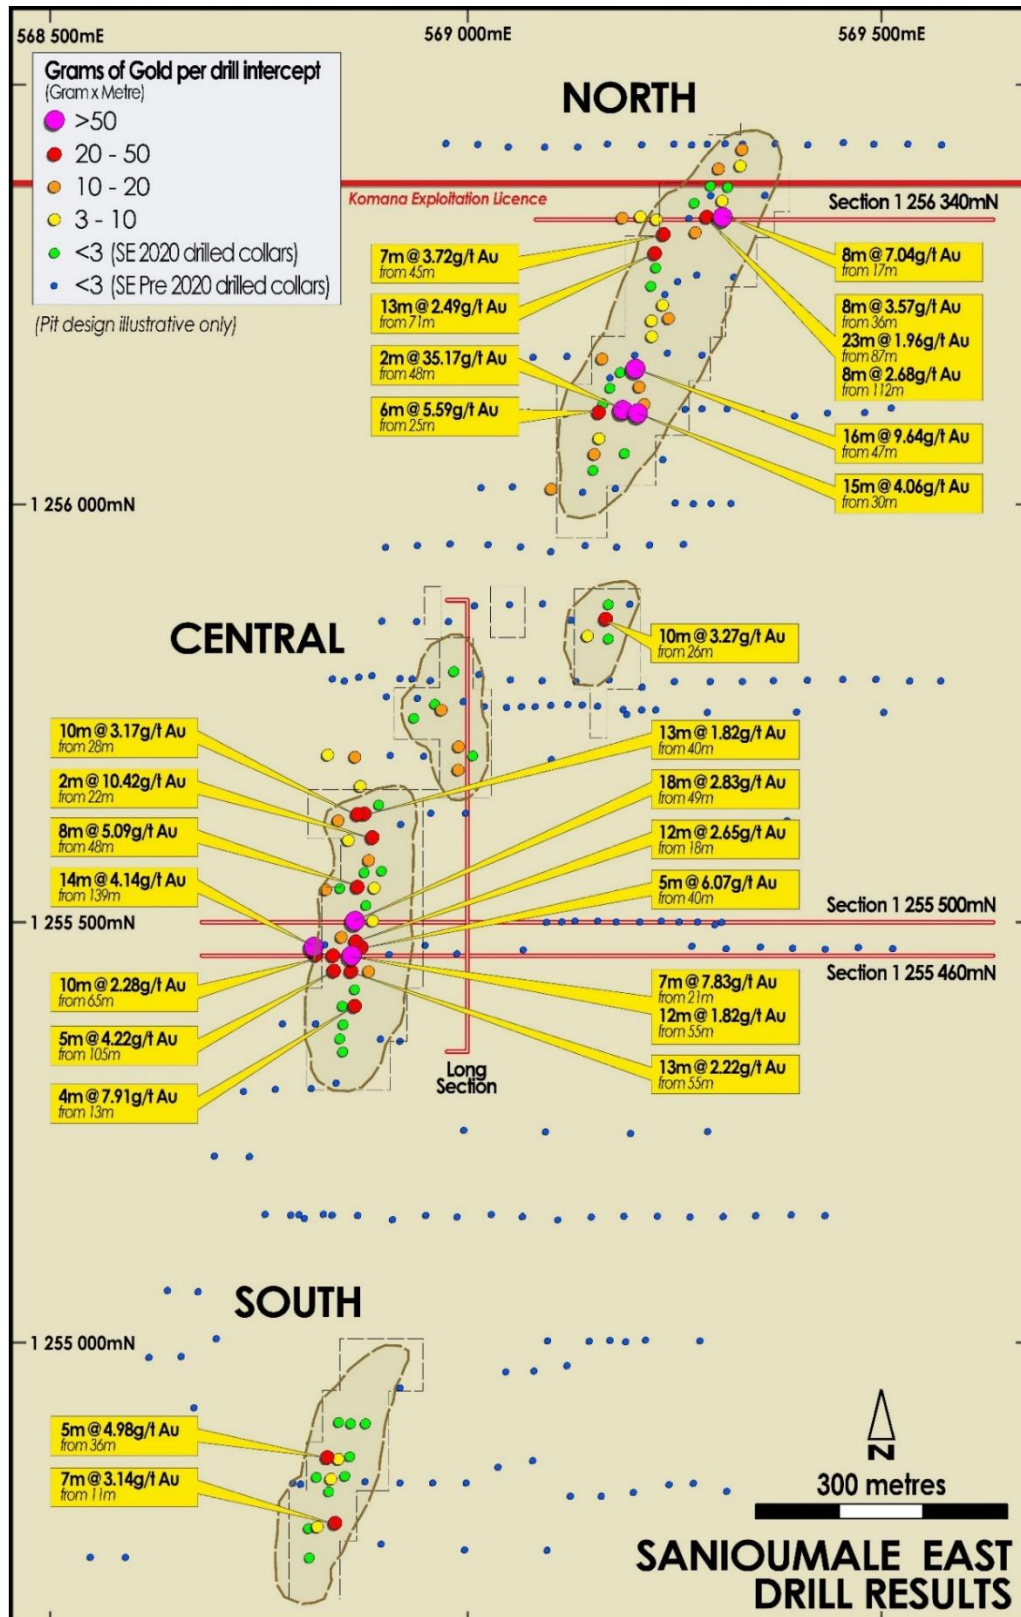 568 500mE
569 000mE
569 500mE
Grams of Gold per drill intercept
(Gram x Metre)
>50
20 - 50
10 - 20
3 - 10
<3 (SE 2020 drilled collars)
<3 (SE Pre 2020 drilled collars)
(Pit design illustrative only)
NORTH
Komana Exploitation Licence
Section 1 256 340mN
7m @ 3.72g/t Au
from 45m
13m @ 2.49g/t Au
from 71m
2m @ 35.17g/t Au
from 48m
6m @ 5.59g/t Au
from 25m
8m @ 7.04g/t Au
from 17m
8m @ 3.57g/t Au
from 36m
23m @ 1.96g/t Au
from 87m
8m @ 2.68g/t Au
from 112m
16m @ 9.64g/t Au
from 47m
15m @ 4.06g/t Au
from 30m
1 256 000mN
CENTRAL
10m @ 3.27g/t Au
from 26m
10m @ 3.17g/t Au
from 28m
2m @ 10.42g/t Au
from 22m
8m @ 5.09g/t Au
from 48m
14m @ 4.14g/t Au
from 139m
13m @ 1.82g/t Au
from 40m
18m @ 2.83g/t Au
from 49m
12m @ 2.65g/t Au
from 18m
5m @ 6.07g/t Au
from 40m
1 255 500mN
Section 1 255 500mN
Section 1 255 460mN
10m @ 2.28g/t Au
from 65m
5m @ 4.22g/t Au
from 105m
4m @ 7.91g/t Au
from 13m
7m @ 7.83g/t Au
from 21m
12m @ 1.82g/t Au
from 55m
13m @ 2.22g/t Au
from 55m
Long
Section
SOUTH
1 255 000mN
5m @ 4.98g/t Au
from 36m
7m @ 3.14g/t Au
from 11m
N
300 metres
SANIOUMALE EAST
DRILL RESULTS